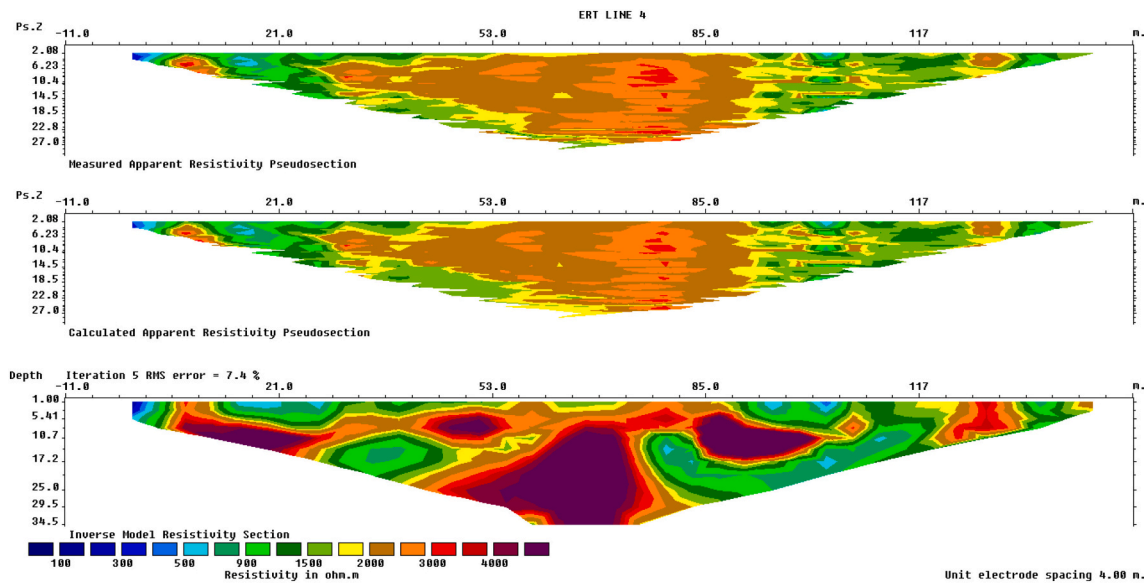 ERT LINE 4
Ps.Z -11.0 21.0 53.0 85.0 117 m.
2.08
6.23
10.4
14.5
18.5
22.8
27.0
Measured Apparent Resistivity Pseudosection
Ps.Z -11.0 21.0 53.0 85.0 117 m.
2.08
6.23
10.4
14.5
18.5
22.8
27.0
Calculated Apparent Resistivity Pseudosection
Depth Iteration 5 RMS error = 7.4 %
-11.0 21.0 53.0 85.0 117 m.
1.00
5.41
10.7
17.2
25.0
29.5
34.5
Inverse Model Resistivity Section
100 300 500 900 1500 2000 3000 4000
Resistivity in ohm.m
Unit electrode spacing 4.00 m.